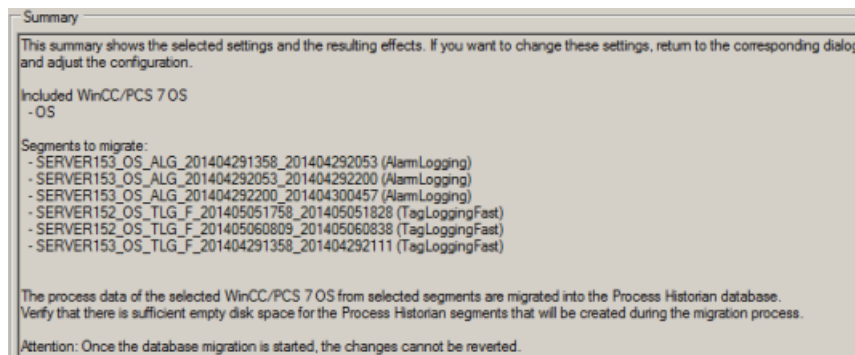 Summary
This summary shows the selected settings and the resulting effects. If you want to change these settings, return to the corresponding dialog
and adjust the configuration.
Included WinCC/PCS 7 OS
- OS
Segments to migrate:
- SERVER153_OS_ALG_201404291358_201404292053 (AlarmLogging)
- SERVER153_OS_ALG_201404292053_201404292200 (AlarmLogging)
- SERVER153_OS_ALG_201404292200_201404300457 (AlarmLogging)
- SERVER152_OS_TLG_F_201405051758_201405051828 (TagLoggingFast)
- SERVER152_OS_TLG_F_201405060809_201405060838 (TagLoggingFast)
- SERVER153_OS_TLG_F_201404291358_201404292111 (TagLoggingFast)
The process data of the selected WinCC/PCS 7 OS from selected segments are migrated into the Process Historian database.
Verify that there is sufficient empty disk space for the Process Historian segments that will be created during the migration process.
Attention: Once the database migration is started, the changes cannot be reverted.